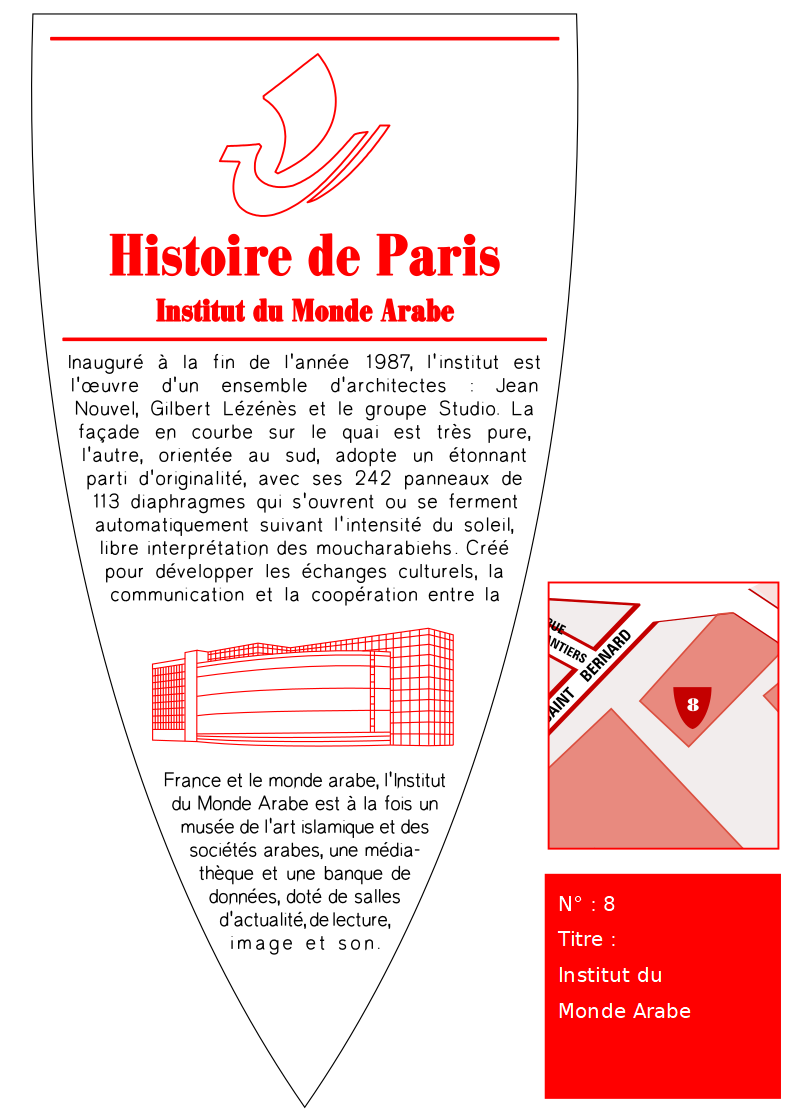 Histoire de Paris
Institut du Monde Arabe
Inauguré à la fin de l'année 1987, l'institut est
l'œuvre d'un ensemble d'architectes : Jean
Nouvel, Gilbert Lézénès et le groupe Studio. La
façade en courbe sur le quai est très pure,
l'autre, orientée au sud, adopte un étonnant
parti d'originalité, avec ses 242 panneaux de
113 diaphragmes qui s'ouvrent ou se ferment
automatiquement suivant l'intensité du soleil,
libre interprétation des moucharabiehs. Créé
pour développer les échanges culturels, la
communication et la coopération entre la
France et le monde arabe, l'Institut
du Monde Arabe est à la fois un
musée de l'art islamique et des
sociétés arabes, une média-
thèque et une banque de
données, doté de salles
d'actualité, de lecture,
image et son.
RUE
NTIERS
SAINT BERNARD
8
N° : 8
Titre :
Institut du
Monde Arabe